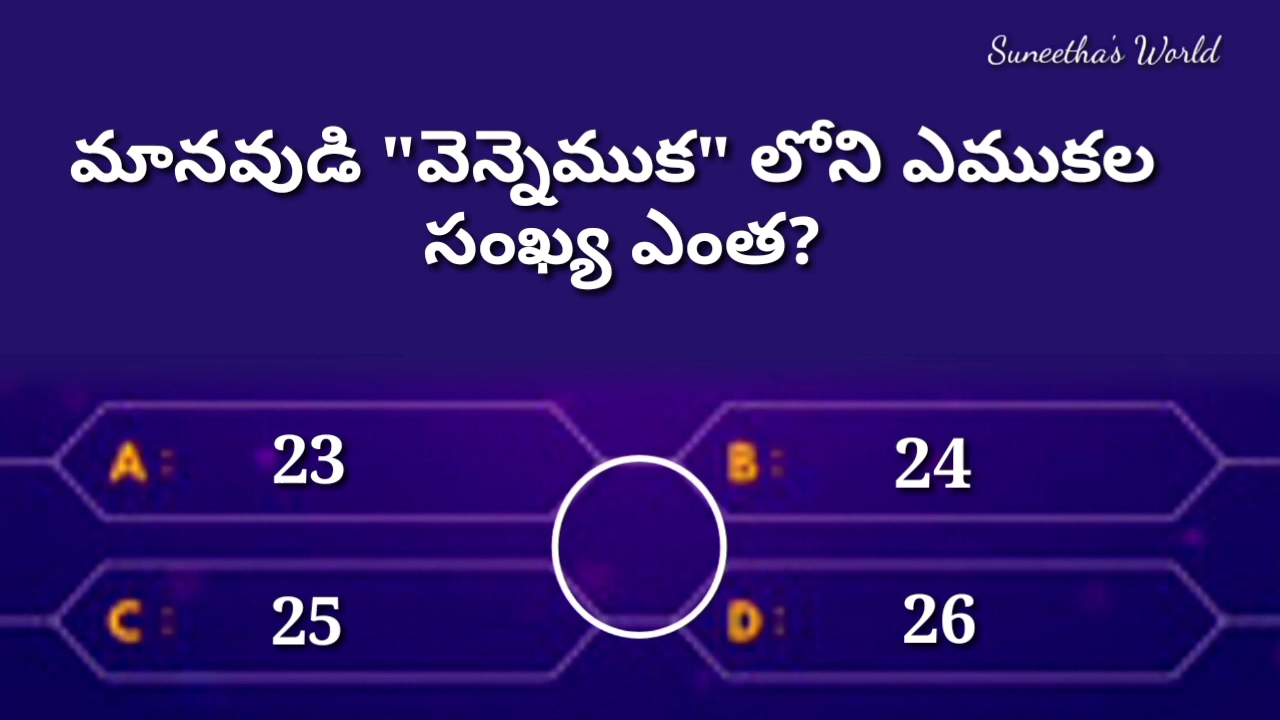 Suneetha's World
మానవుడి "వెన్నెముక" లోని ఎముకల
సంఖ్య ఎంత?
A : 23
B : 24
C : 25
D : 26